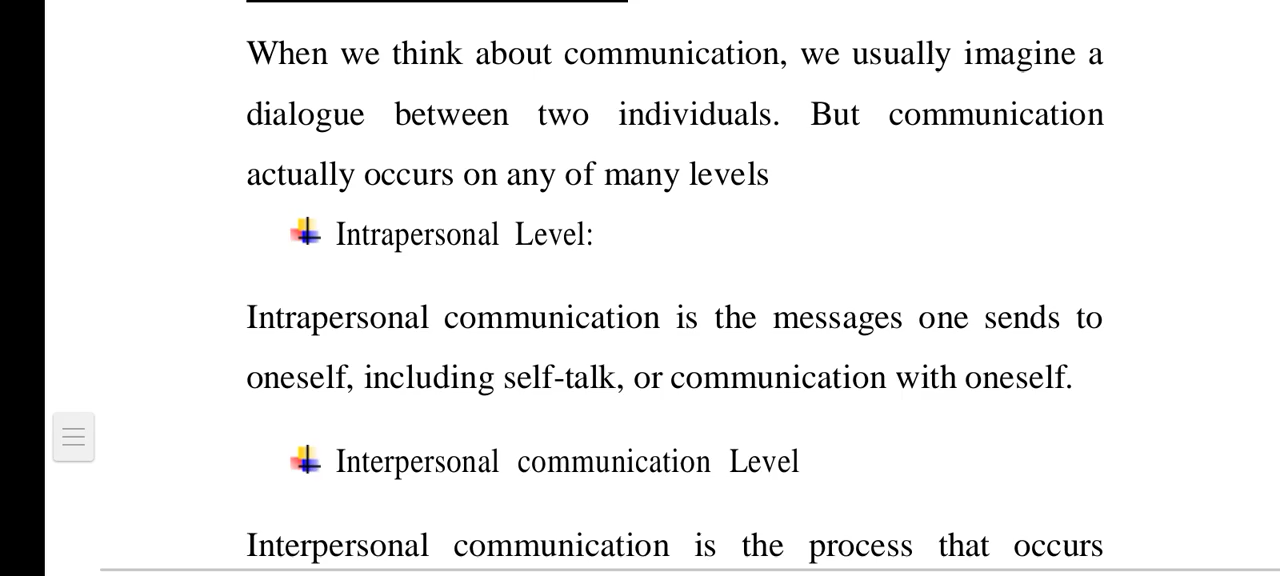 When we think about communication, we usually imagine a
dialogue between two individuals. But communication
actually occurs on any of many levels
Intrapersonal Level:
Intrapersonal communication is the messages one sends to
oneself, including self-talk, or communication with oneself.
Interpersonal communication Level
Interpersonal communication is the process that occurs